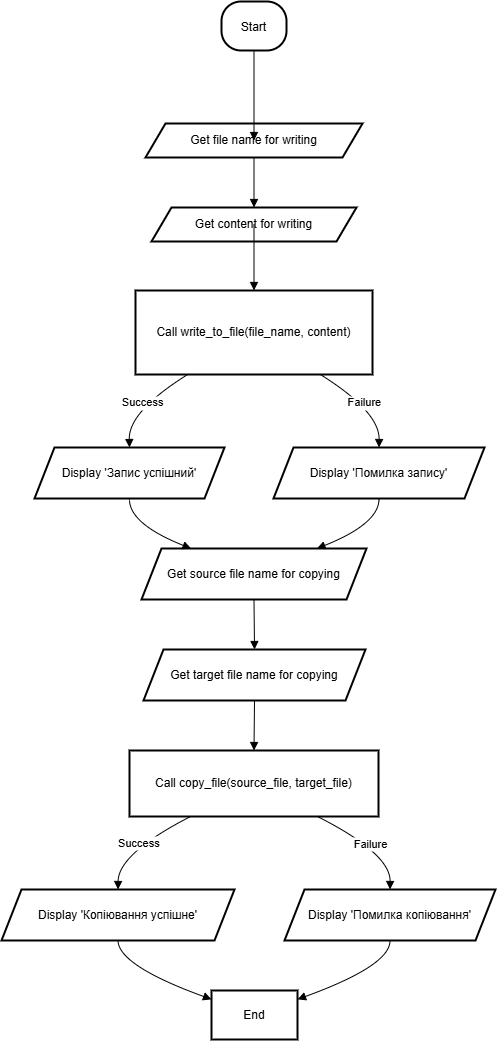 Start
Get file name for writing
Get content for writing
Call write_to_file(file_name, content)
Success
Failure
Display 'Запис успішний'
Display 'Помилка запису'
Get source file name for copying
Get target file name for copying
Call copy_file(source_file, target_file)
Success
Failure
Display 'Копіювання успішне'
Display 'Помилка копіювання'
End